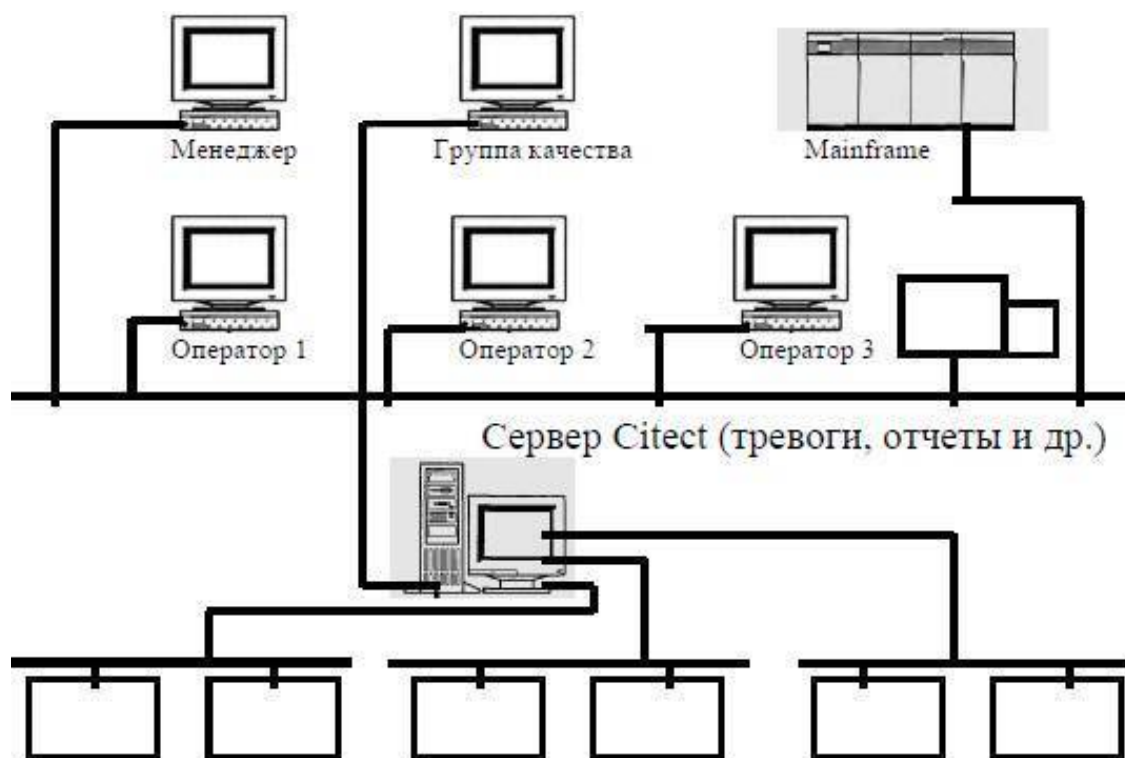 Менеджер
Группа качества
Mainframe
Оператор 1
Оператор 2
Оператор 3
Сервер Citect (тревоги, отчеты и др.)